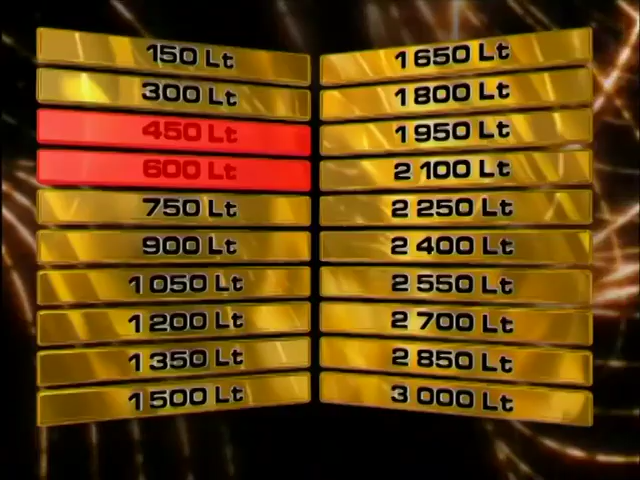 150 Lt
300 Lt
450 Lt
600 Lt
750 Lt
900 Lt
1 050 Lt
1 200 Lt
1 350 Lt
1 500 Lt
1 650 Lt
1 800 Lt
1 950 Lt
2 100 Lt
2 250 Lt
2 400 Lt
2 550 Lt
2 700 Lt
2 850 Lt
3 000 Lt